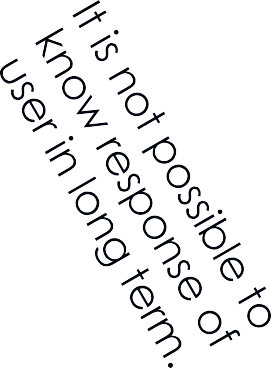 It is not possible to
know response of
user in long term.